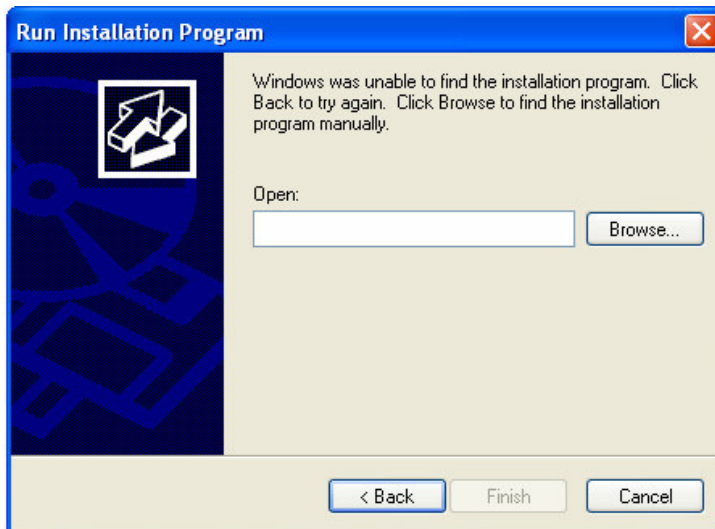 Run Installation Program
Windows was unable to find the installation program.  Click
Back to try again.  Click Browse to find the installation
program manually.
Open:
Browse...
< Back
Finish
Cancel